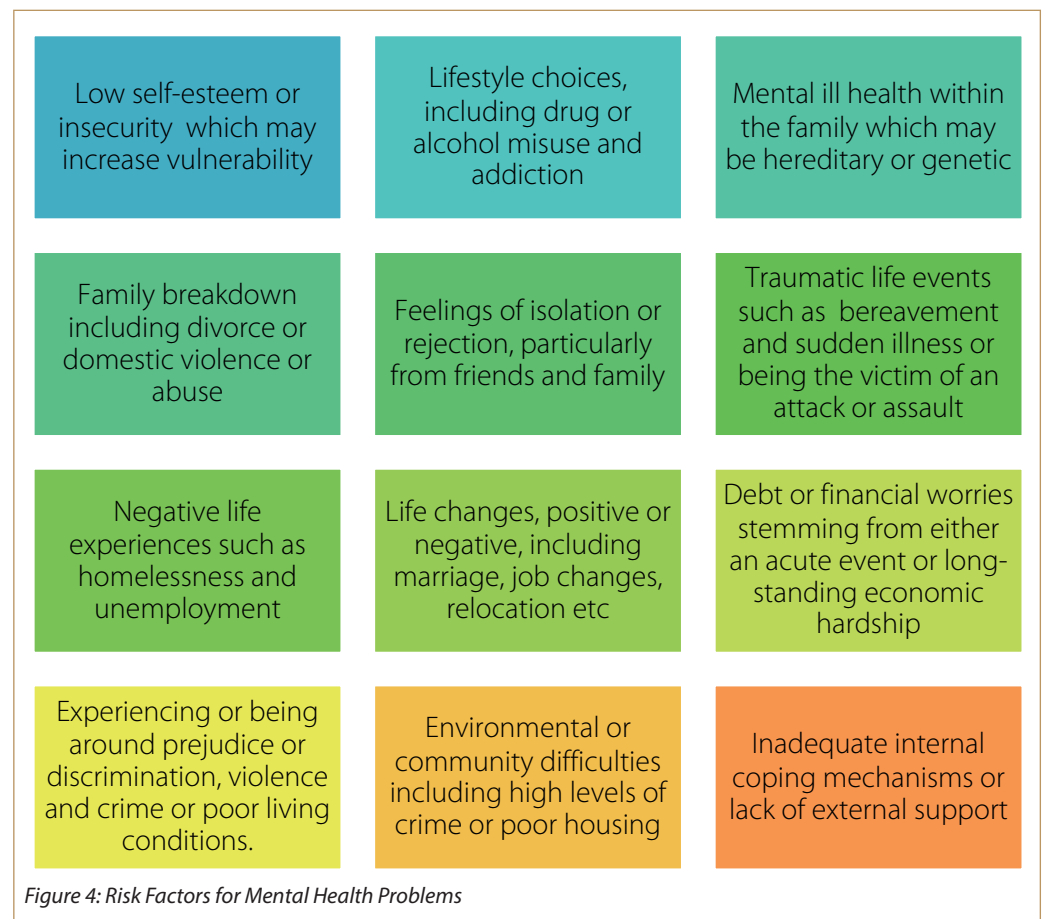 Low self-esteem or
insecurity which may
increase vulnerability
Lifestyle choices,
including drug or
alcohol misuse and
addiction
Mental ill health within
the family which may
be hereditary or genetic
Family breakdown
including divorce or
domestic violence or
abuse
Feelings of isolation or
rejection, particularly
from friends and family
Traumatic life events
such as bereavement
and sudden illness or
being the victim of an
attack or assault
Negative life
experiences such as
homelessness and
unemployment
Life changes, positive or
negative, including
marriage, job changes,
relocation etc
Debt or financial worries
stemming from either
an acute event or long-
standing economic
hardship
Experiencing or being
around prejudice or
discrimination, violence
and crime or poor living
conditions.
Environmental or
community difficulties
including high levels of
crime or poor housing
Inadequate internal
coping mechanisms or
lack of external support
Figure 4: Risk Factors for Mental Health Problems